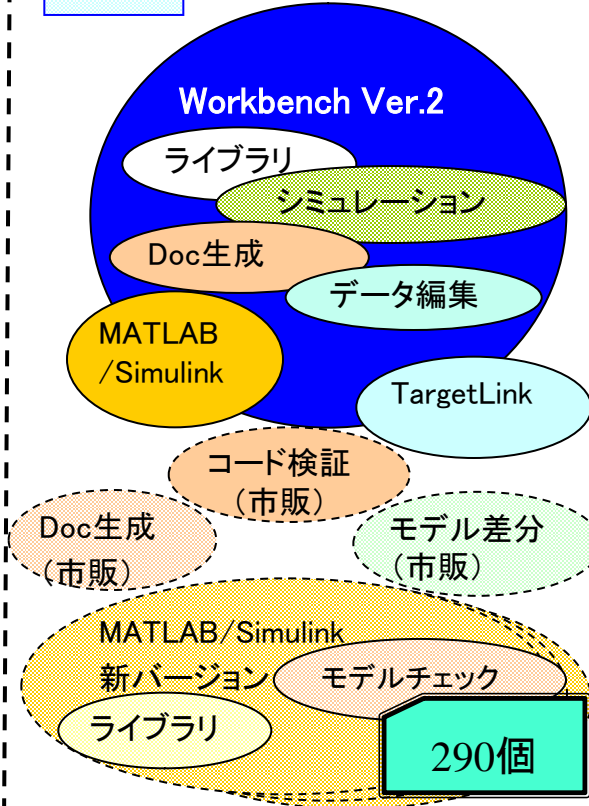 Workbench Ver.2
ライブラリ
シミュレーション
Doc生成
データ編集
MATLAB
/Simulink
TargetLink
コード検証
(市販)
Doc生成
(市販)
モデル差分
(市販)
MATLAB/Simulink
新バージョン
モデルチェック
ライブラリ
290個